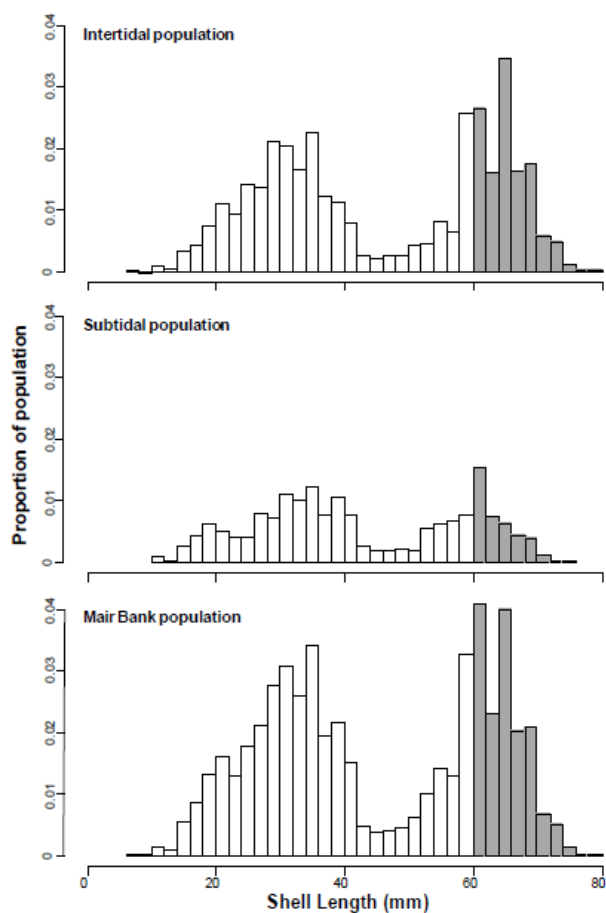 Intertidal population
0.04
0.03
0.02
0.01
0
Subtidal population
0.04
0.03
0.02
0.01
0
Proportion of population
Mair Bank population
0.04
0.03
0.02
0.01
0
0 20 40 60 80
Shell Length (mm)